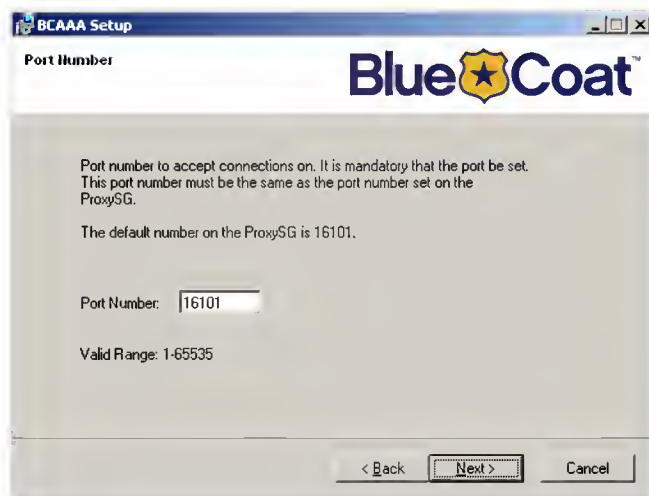 BCAAA Setup
Port Number
Blue Coat™
Port number to accept connections on. It is mandatory that the port be set.
This port number must be the same as the port number set on the
ProxySG.
The default number on the ProxySG is 16101.
Port Number: 16101
Valid Range: 1-65535
< Back
Next >
Cancel